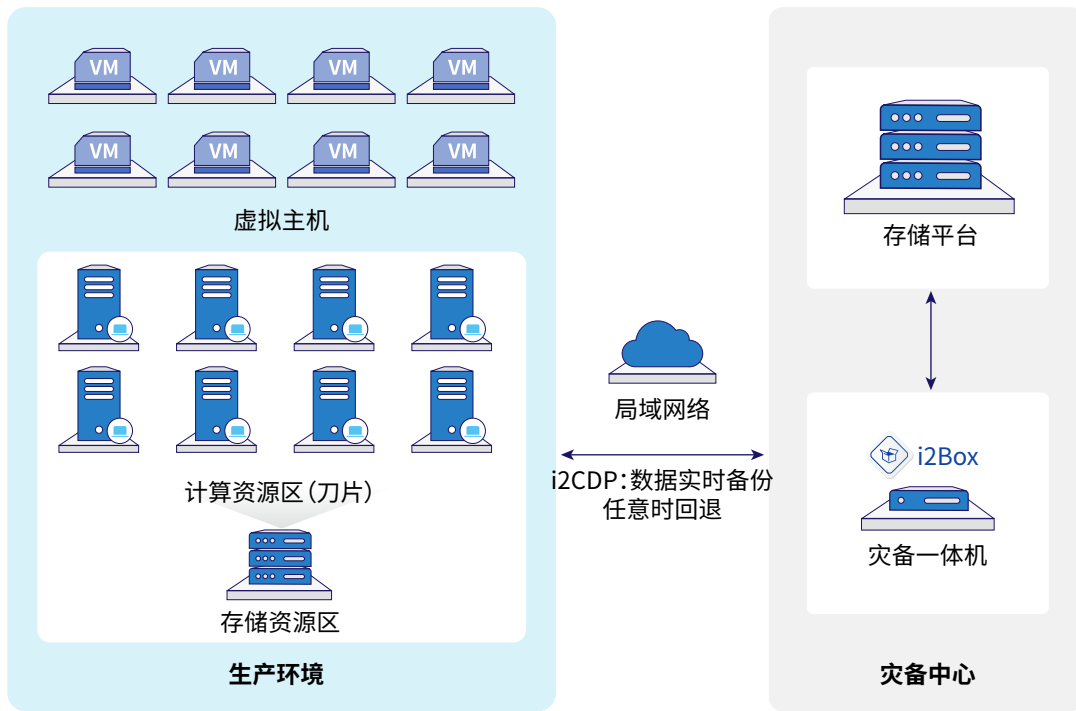 VM VM VM VM
VM VM VM VM
虚拟主机
计算资源区（刀片）
存储资源区
生产环境
局域网络
i2CDP：数据实时备份
任意时回退
存储平台
i2Box
灾备一体机
灾备中心